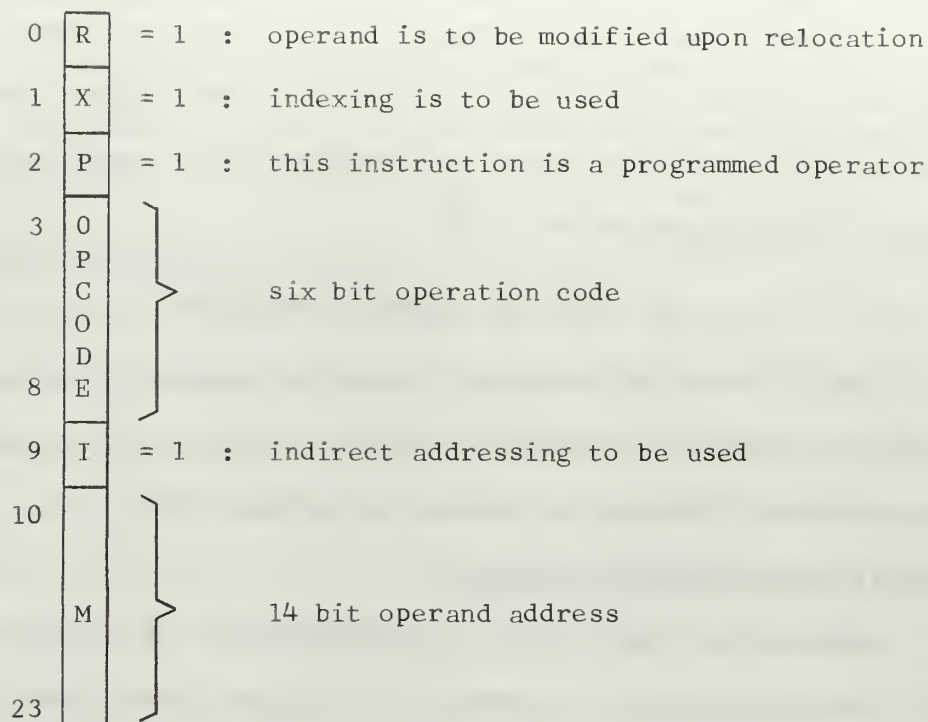 0 R = 1 : operand is to be modified upon relocation
1 X = 1 : indexing is to be used
2 P = 1 : this instruction is a programmed operator
3 O
P
C six bit operation code
O
D
8 E
9 I = 1 : indirect addressing to be used
10
M 14 bit operand address
23